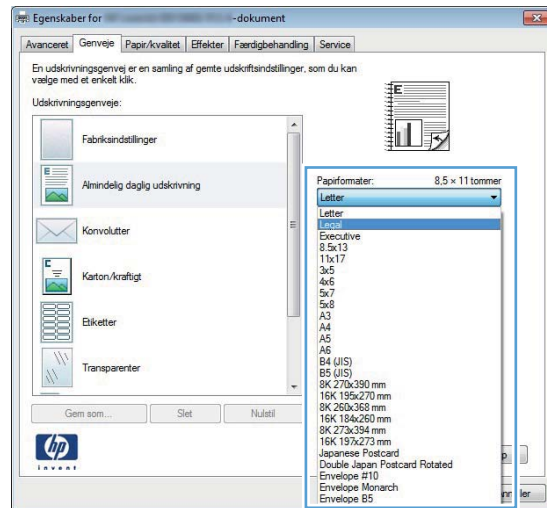 Egenskaber for -dokument
Avanceret Genveje Papir/kvalitet Effekter Færdigbehandling Service
En udskrivningsgenvej er en samling af gemte udskriftsindstillinger, som du kan
vælge med et enkelt klik.
Udskrivningsgenveje:
Fabriksindstillinger
Almindelig daglig udskrivning
Konvolutter
Karton/kraftigt
Etiketter
Transparenter
Gem som... Slet Nulstil
Papirformater: 8,5 × 11 tommer
Letter
Letter
Legal
Executive
8.5x13
11x17
3x5
4x6
5x7
5x8
A3
A4
A5
A6
B4 (JIS)
B5 (JIS)
8K 270x390 mm
16K 195x270 mm
8K 260x368 mm
16K 184x260 mm
8K 273x394 mm
16K 197x273 mm
Japanese Postcard
Double Japan Postcard Rotated
Envelope #10
Envelope Monarch
Envelope B5
hp
invent